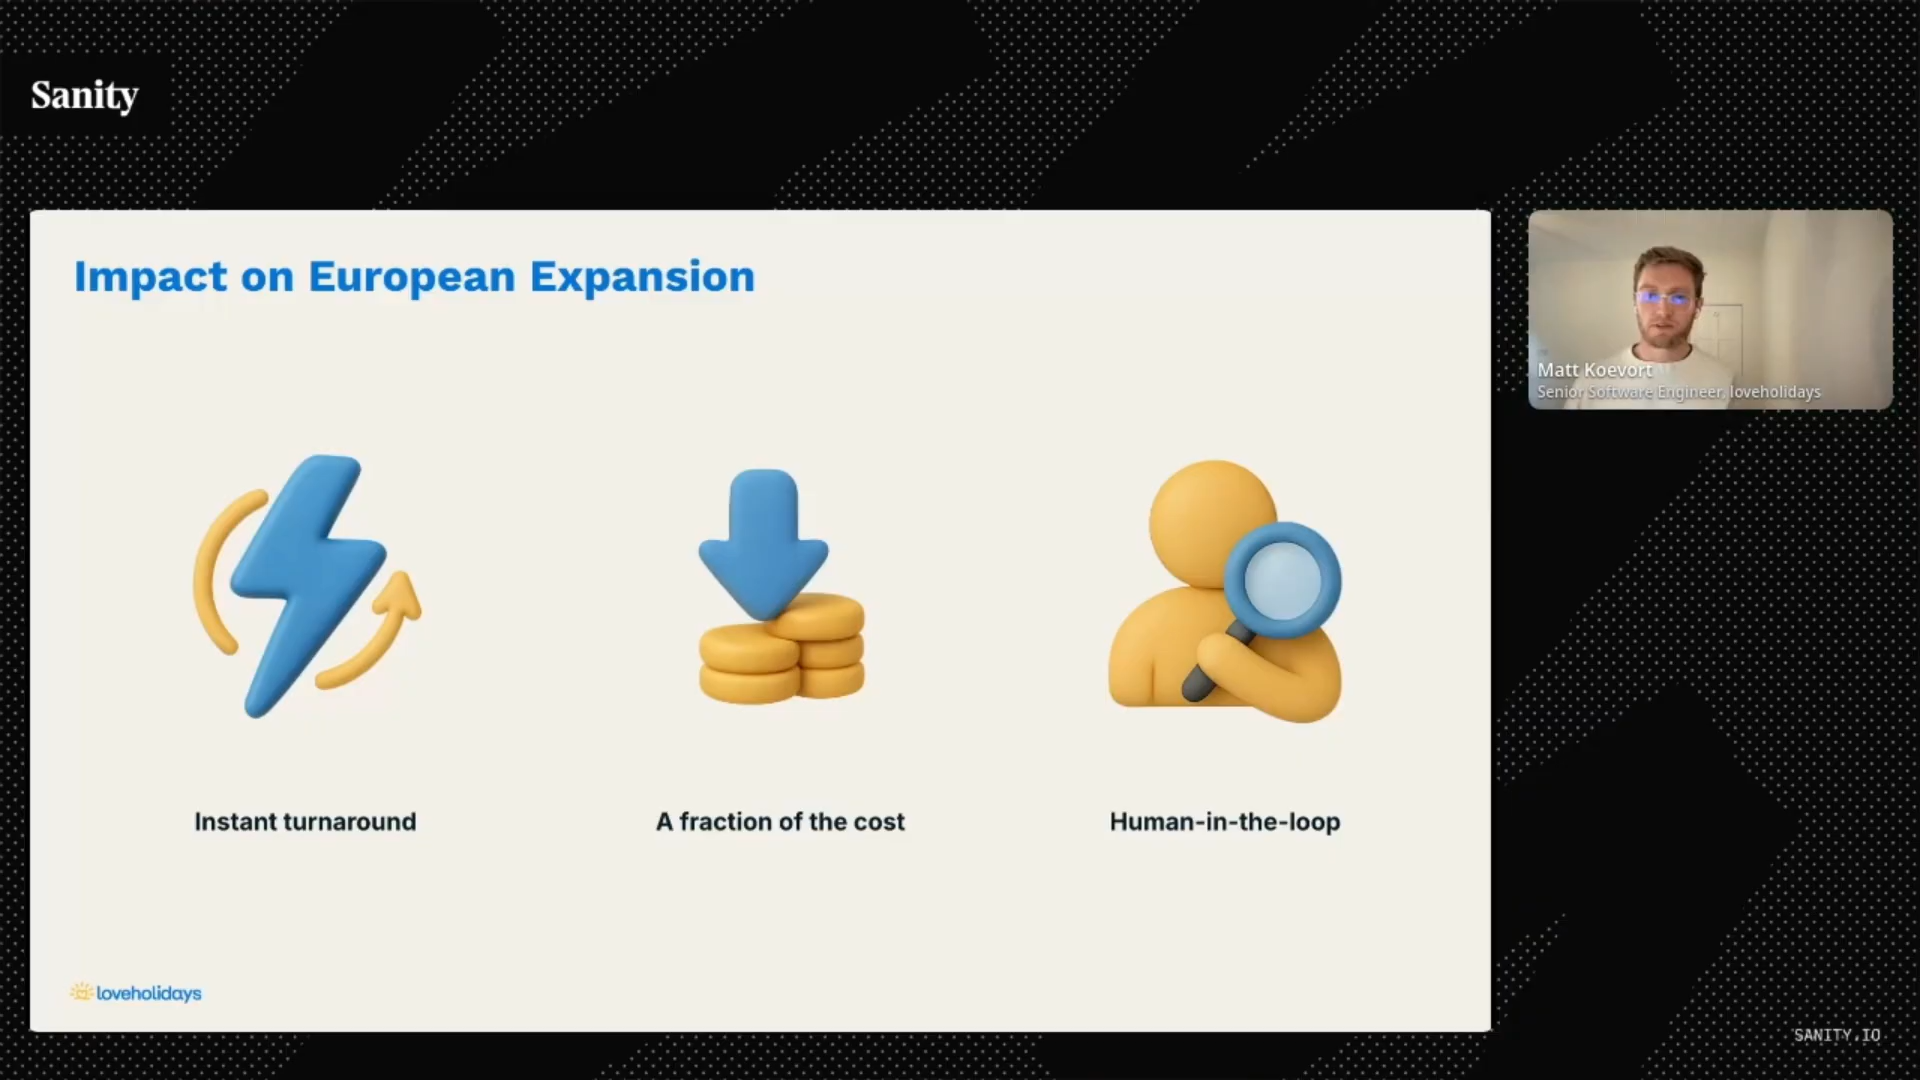 Sanity
Impact on European Expansion
Matt Koevort
Senior Software Engineer, loveholidays
Instant turnaround
A fraction of the cost
Human-in-the-loop
loveholidays
SANITY.IO